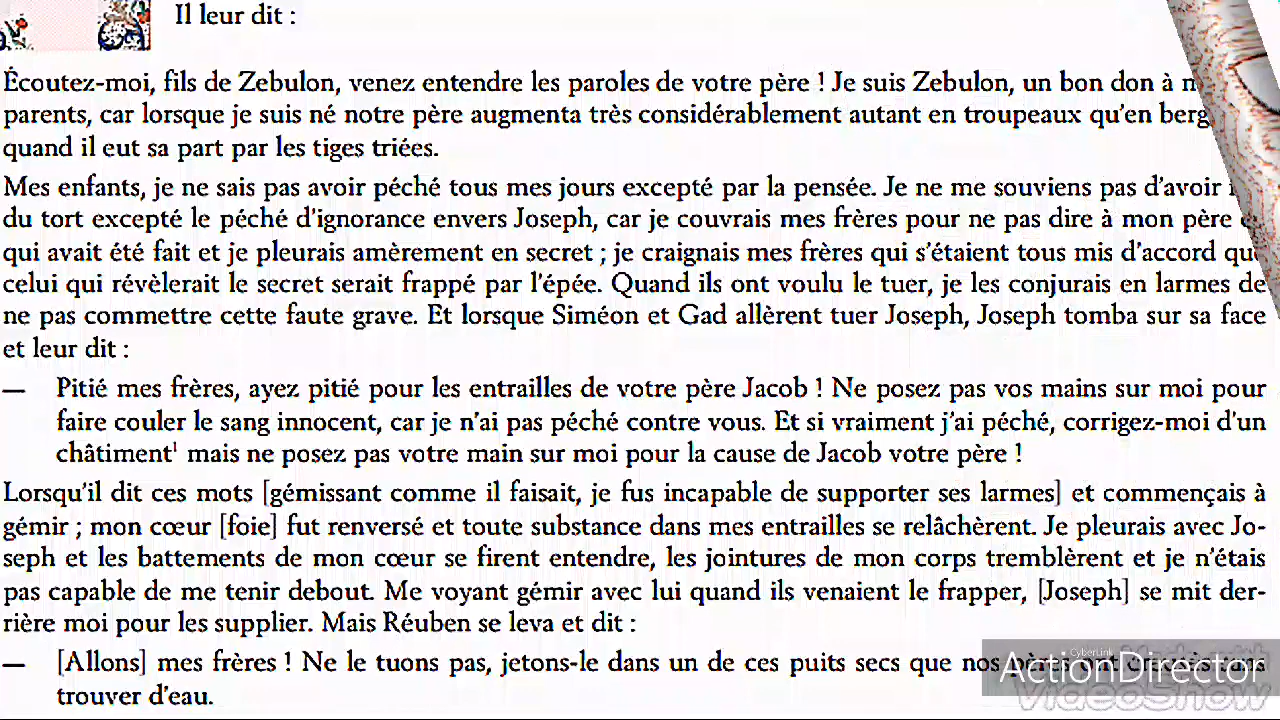 Il leur dit :
Écoutez-moi, fils de Zebulon, venez entendre les paroles de votre père ! Je suis Zebulon, un bon don à
parents, car lorsque je suis né notre père augmenta très considérablement autant en troupeaux qu'en
quand il eut sa part par les tiges triées.
Mes enfants, je ne sais pas avoir péché tous mes jours excepté par la pensée. Je ne me souviens pas d'avoir
du tort excepté le péché d'ignorance envers Joseph, car je couvrais mes frères pour ne pas dire à mon père
qui avait été fait et je pleurais amèrement en secret ; je craignais mes frères qui s'étaient tous mis d'accord que
celui qui révèlerait le secret serait frappé par l'épée. Quand ils ont voulu le tuer, je les conjurais en larmes de
ne pas commettre cette faute grave. Et lorsque Siméon et Gad allèrent tuer Joseph, Joseph tomba sur sa face
et leur dit :
— Pitié mes frères, ayez pitié pour les entrailles de votre père Jacob ! Ne posez pas vos mains sur moi pour
faire couler le sang innocent, car je n'ai pas péché contre vous. Et si vraiment j'ai péché, corrigez-moi d'un
châtiment¹ mais ne posez pas votre main sur moi pour la cause de Jacob votre père !
Lorsqu'il dit ces mots [gémissant comme il faisait, je fus incapable de supporter ses larmes] et commençais à
gémir ; mon cœur [foie] fut renversé et toute substance dans mes entrailles se relâchèrent. Je pleurais avec Jo-
seph et les battements de mon cœur se firent entendre, les jointures de mon corps tremblèrent et je n'étais
pas capable de me tenir debout. Me voyant gémir avec lui quand ils venaient le frapper, [Joseph] se mit der-
rière moi pour les supplier. Mais Réuben se leva et dit :
— [Allons] mes frères ! Ne le tuons pas, jetons-le dans un de ces puits secs que nos pères ont
trouver d'eau.
CyberLink
ActionDirector
VideoShow